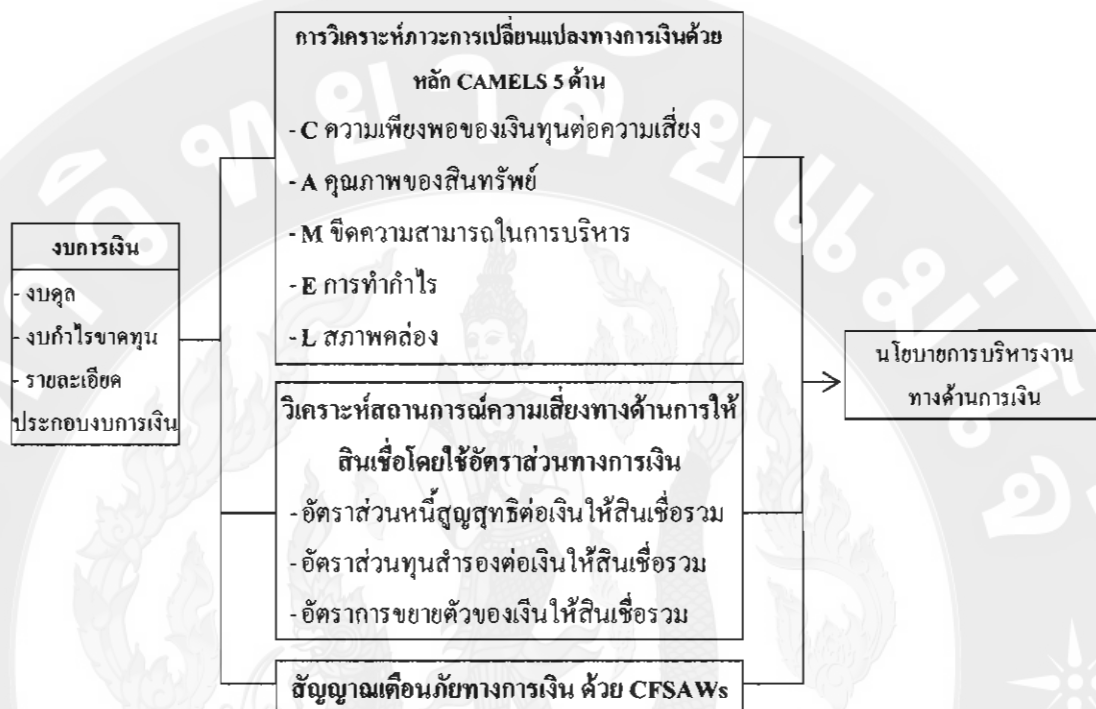 การวิเคราะห์ภาวะการเปลี่ยนแปลงทางการเงินด้วย
หลัก CAMELS 5 ด้าน
- C ความเพียงพอของเงินทุนต่อความเสี่ยง
- A คุณภาพของสินทรัพย์
- M ขีดความสามารถในการบริหาร
- E การทำกำไร
- L สภาพคล่อง
งบการเงิน
- งบดุล
- งบกำไรขาดทุน
- รายละเอียด
ประกอบงบการเงิน
วิเคราะห์สถานการณ์ความเสี่ยงทางด้านการให้
สินเชื่อโดยใช้อัตราส่วนทางการเงิน
- อัตราส่วนหนี้สูญสุทธิต่อเงินให้สินเชื่อรวม
- อัตราส่วนทุนสำรองต่อเงินให้สินเชื่อรวม
- อัตราการขยายตัวของเงินให้สินเชื่อรวม
สัญญาณเตือนภัยทางการเงิน ด้วย CFSAWs
นโยบายการบริหารงาน
ทางด้านการเงิน